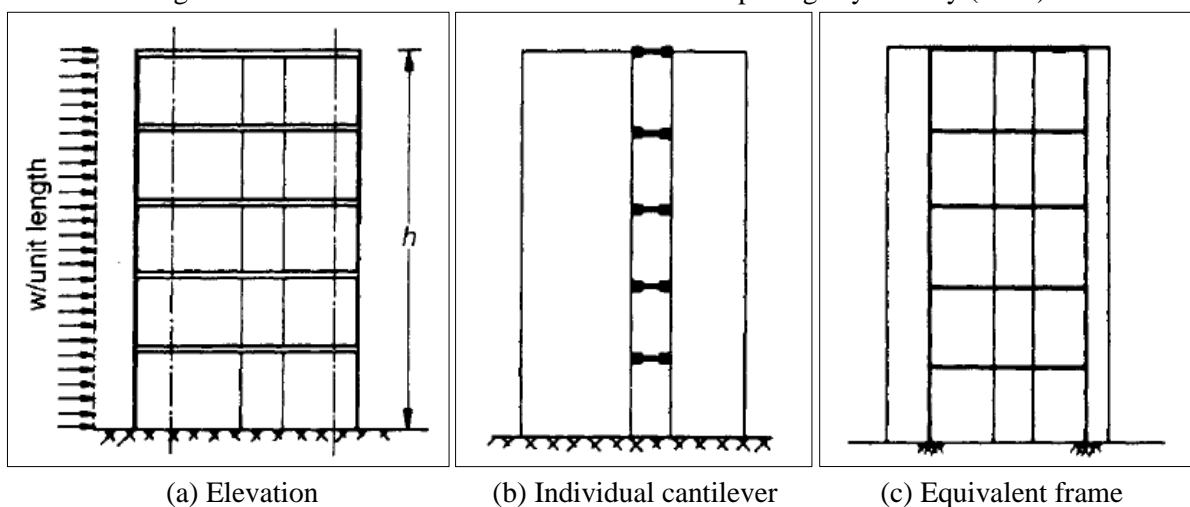 w/unit length
h
(a) Elevation
(b) Individual cantilever
(c) Equivalent frame